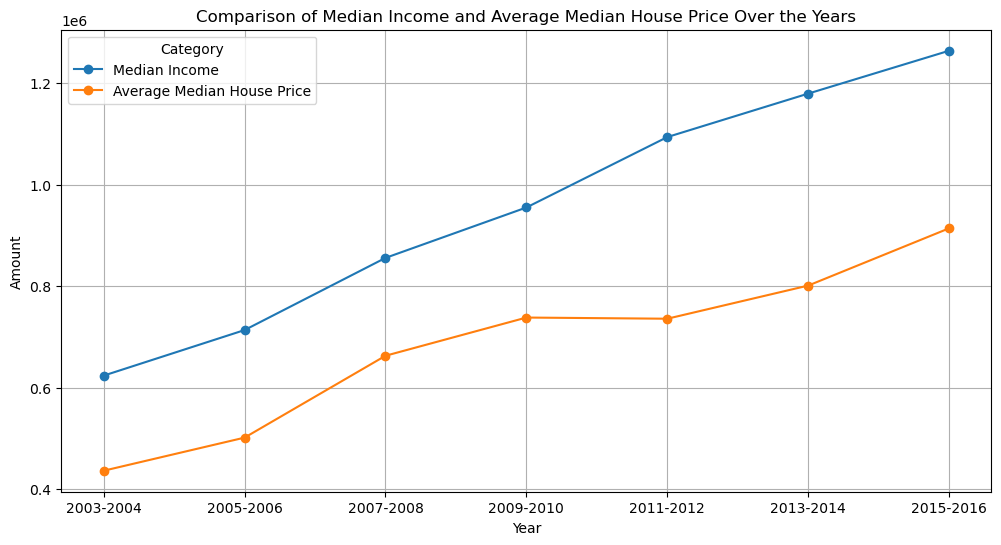 Comparison of Median Income and Average Median House Price Over the Years
1e6
Category
Median Income
Average Median House Price
1.2
1.0
0.8
0.6
0.4
Amount
2003-2004 2005-2006 2007-2008 2009-2010 2011-2012 2013-2014 2015-2016
Year